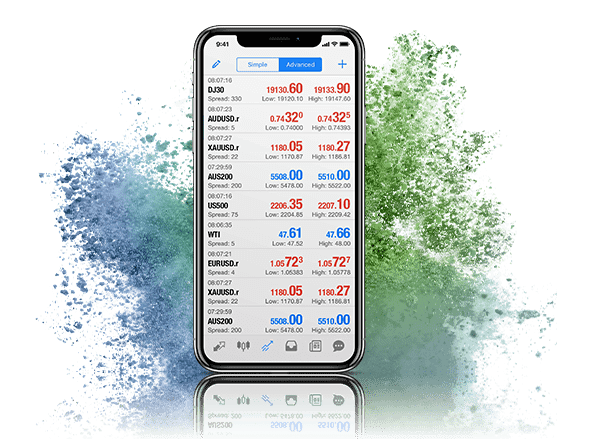 9:41
Simple Advanced
08:07:16
DJ30 19130.60 19133.90
Spread: 330 Low: 19120.10 High: 19147.60
08:07:23
AUDUSD.r 0.74320 0.74325
Spread: 5 Low: 0.74000 High: 0.74393
08:07:27
XAUUSD.r 1180.05 1180.27
Spread: 22 Low: 1170.87 High: 1186.81
07:29:59
AUS200 5508.00 5510.00
Spread: 200 Low: 5478.00 High: 5522.00
08:07:16
US500 2206.35 2207.10
Spread: 75 Low: 2204.85 High: 2209.42
08:06:35
WTI 47.61 47.66
Spread: 5 Low: 47.52 High: 48.00
08:07:21
EURUSD.r 1.05723 1.05727
Spread: 4 Low: 1.05383 High: 1.05778
08:07:27
XAUUSD.r 1180.05 1180.27
Spread: 22 Low: 1170.87 High: 1186.81
07:29:59
AUS200 5508.00 5510.00
Spread: 200 Low: 5478.00 High: 5522.00